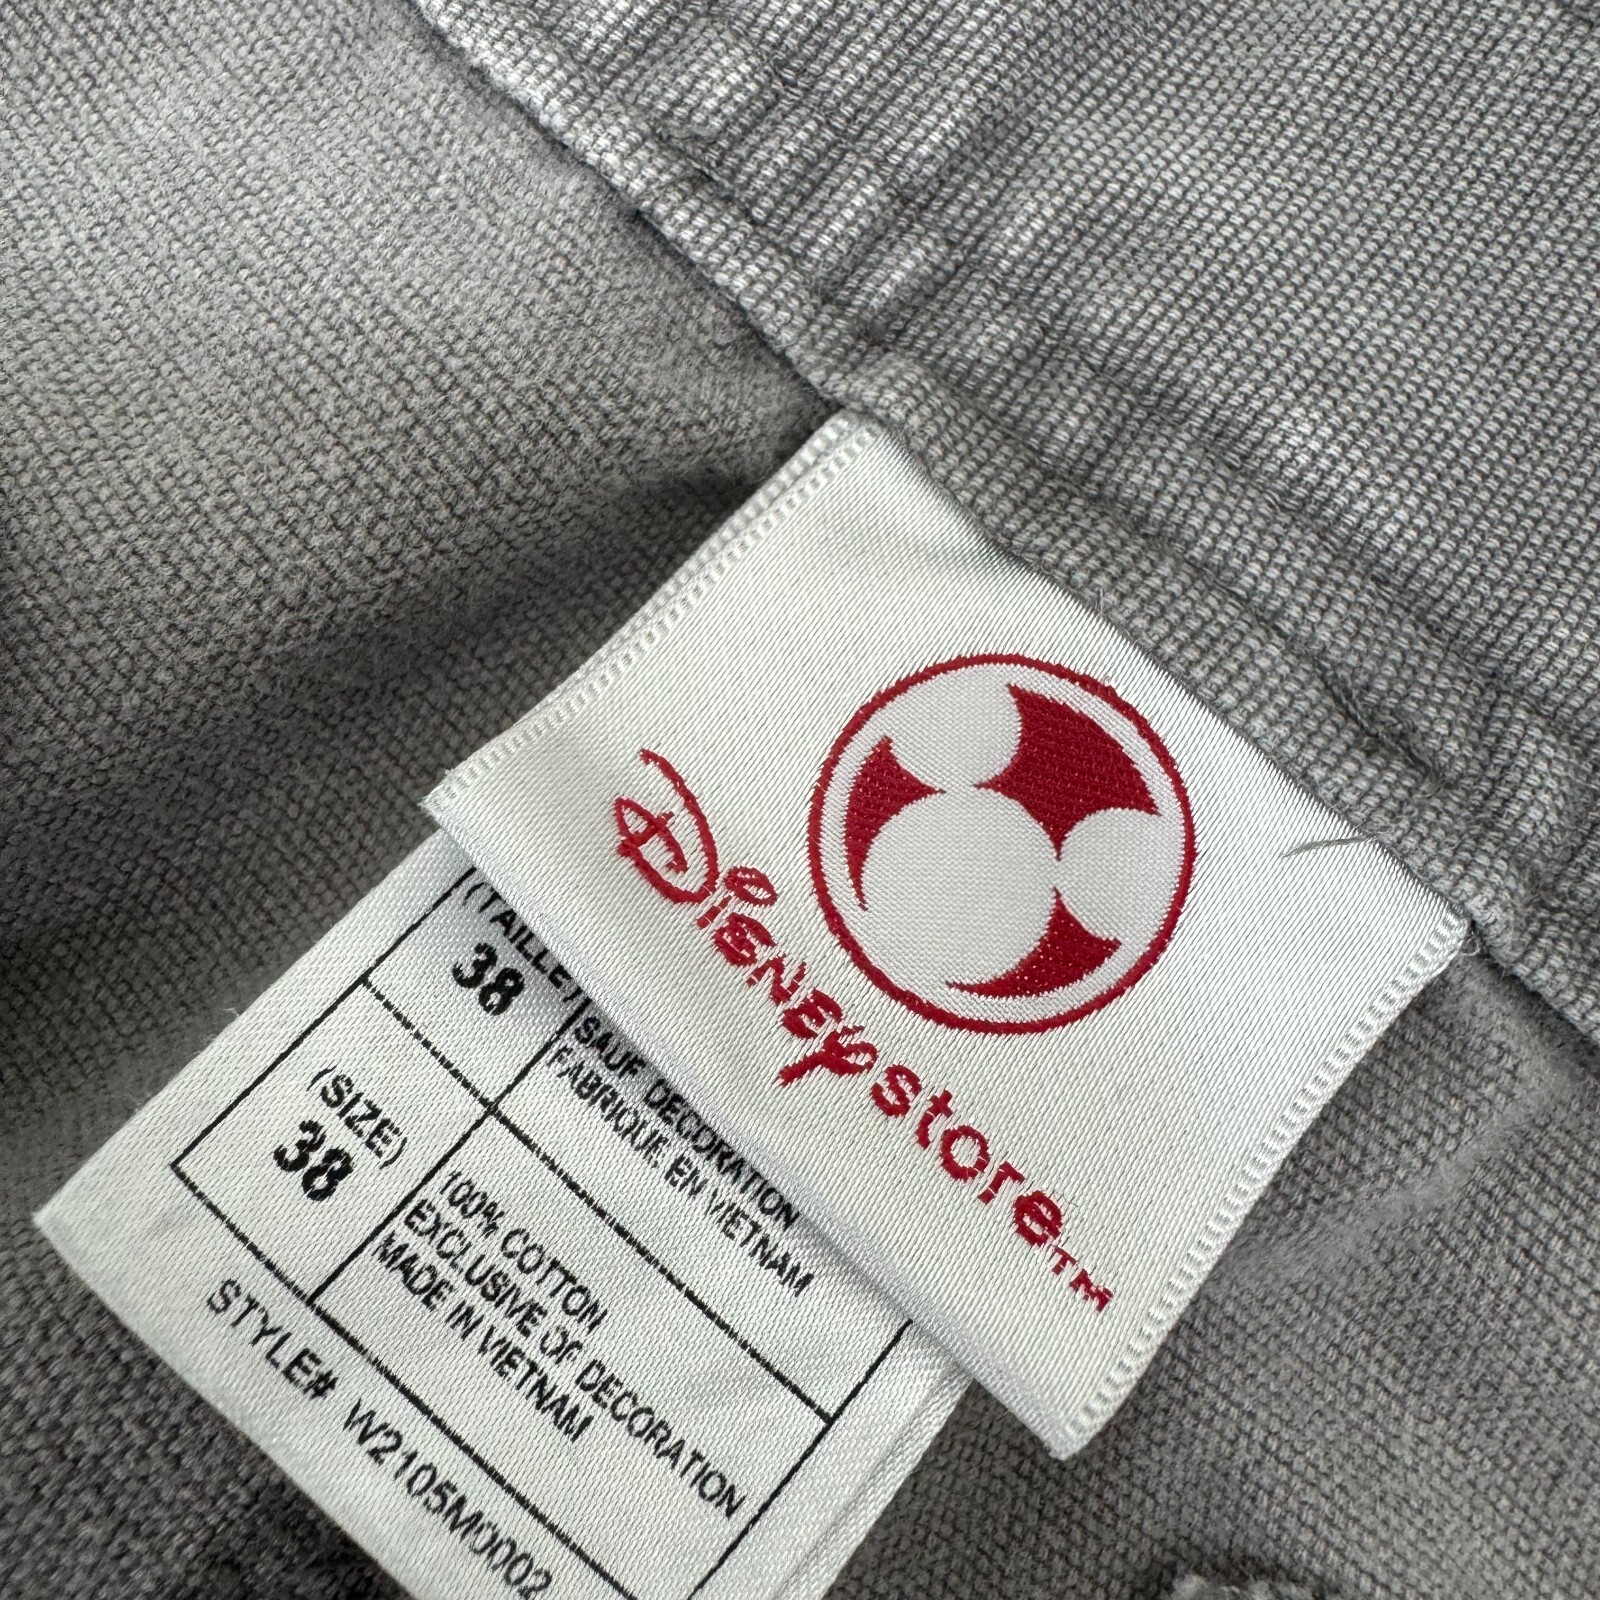 DISNEYstore™
(TAILLE)
38
SAUF DECORATION
FABRIQUE EN VIETNAM
(SIZE)
38
100% COTTON
EXCLUSIVE OF DECORATION
MADE IN VIETNAM
STYLE# W2105M0002